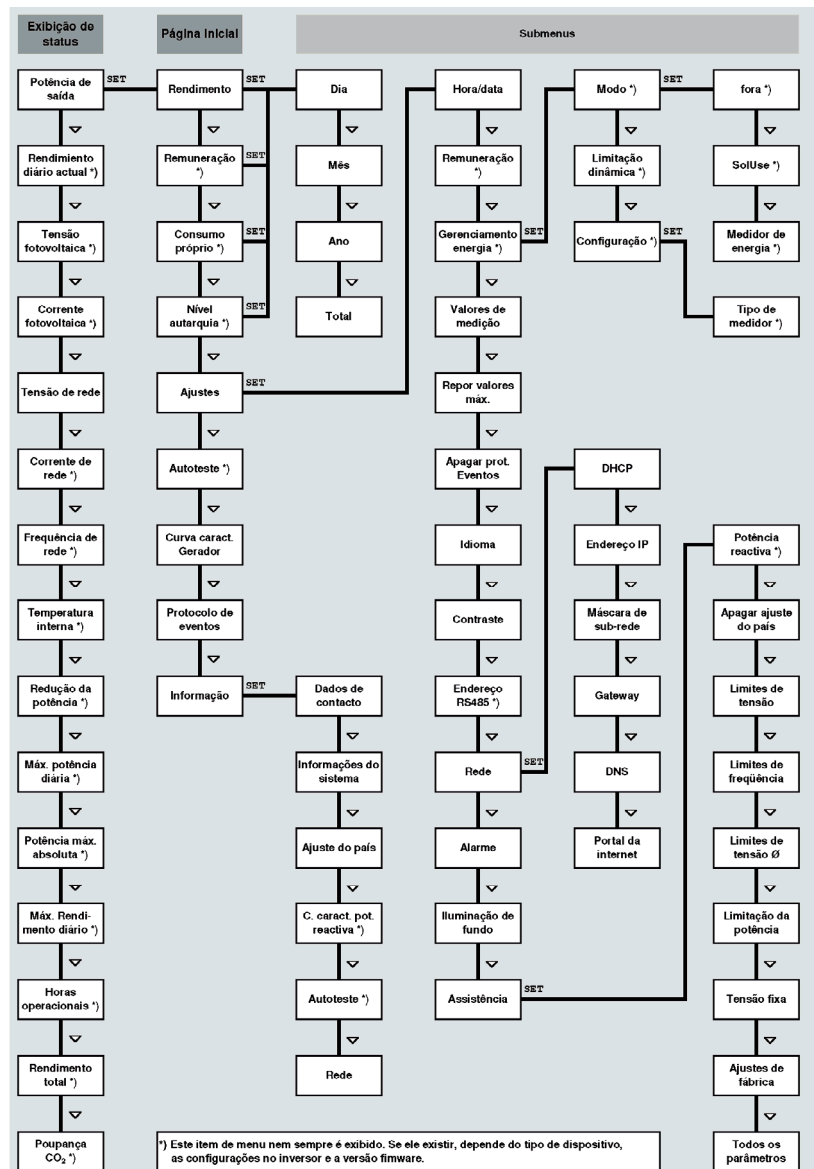 Exibição de
status
Página Inicial
Submenus
Potência de
saída
SET
Rendimento
SET
Dia
Hora/data
Modo *)
SET
fora *)
Rendimiento
diário actual *)
Remuneração
*)
SET
Mês
Remuneração
*)
Limitação
dinâmica *)
SolUse *)
Tensão
fotovoltaica *)
Consumo
próprio *)
SET
Ano
Gerenciamento
energia *)
SET
Configuração *)
SET
Medidor de
energia *)
Corrente
fotovoltaica *)
Nível
autarquia *)
SET
Total
Valores de
medição
Tipo de
medidor *)
Tensão de rede
Ajustes
SET
Repor valores
máx.
Corrente de
rede *)
Autoteste *)
Apagar prot.
Eventos
DHCP
Frequência de
rede *)
Curva caract.
Gerador
Idioma
Endereço IP
Potência
reactiva *)
Temperatura
interna *)
Protocolo de
eventos
Contraste
Máscara de
sub-rede
Apagar ajuste
do país
Redução da
potência *)
Informação
SET
Dados de
contacto
Endereço
RS485 *)
Gateway
Limites de
tensão
Máx. potência
diária *)
Informações do
sistema
Rede
SET
DNS
Limites de
freqüência
Potência máx.
absoluta *)
Ajuste do país
Alarme
Portal da
internet
Limites de
tensão Ø
Máx. Rendi-
mento diário *)
C. caract. pot.
reactiva *)
Iluminação de
fundo
Limitação da
potência
Horas
operacionais *)
Autoteste *)
Assistência
SET
Tensão fixa
Rendimento
total *)
Rede
Ajustes de
fábrica
Poupança
CO₂ *)
*) Este item de menu nem sempre é exibido. Se ele existir, depende do tipo de dispositivo,
as configurações no inversor e a versão fimware.
Todos os
parâmetros